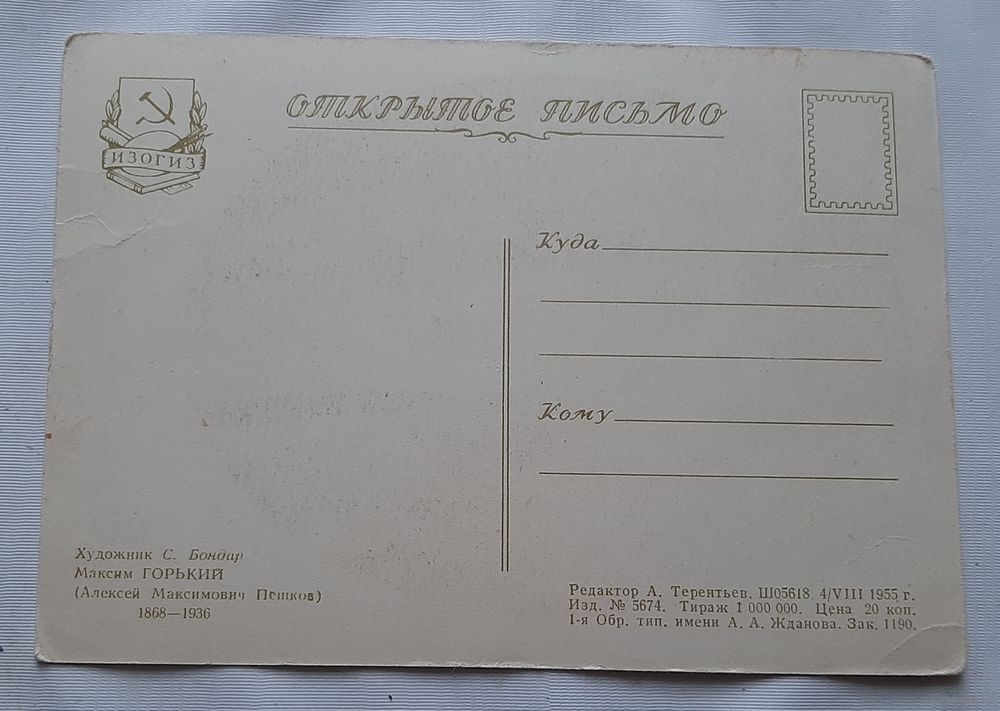 ИЗОГИЗ
ОТКРЫТОЕ ПИСЬМО
Куда
Кому
Художник С. Бондар
Максим ГОРЬКИЙ
(Алексей Максимович Пешков)
1868—1936
Редактор А. Терентьев. Ш05618. 4/VIII 1955 г.
Изд. № 5674. Тираж 1 000 000. Цена 20 коп.
1-я Обр. тип. имени А. А. Жданова. Зак. 1190.